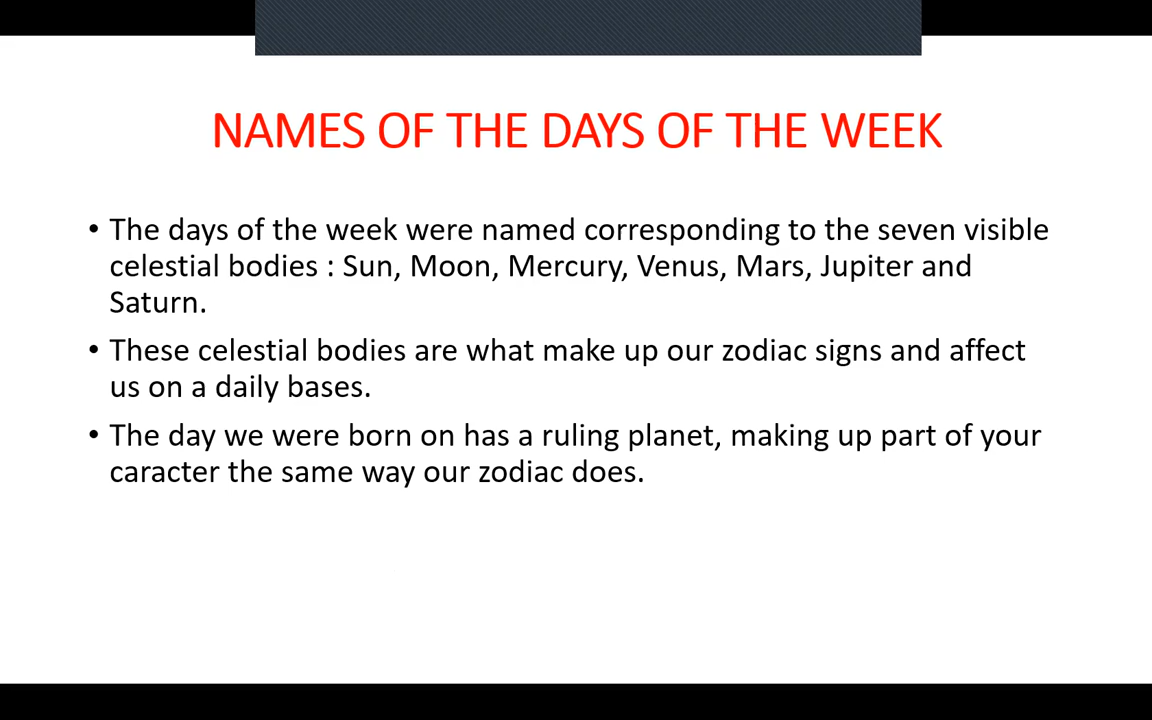 NAMES OF THE DAYS OF THE WEEK
• The days of the week were named corresponding to the seven visible
celestial bodies : Sun, Moon, Mercury, Venus, Mars, Jupiter and
Saturn.
• These celestial bodies are what make up our zodiac signs and affect
us on a daily bases.
• The day we were born on has a ruling planet, making up part of your
caracter the same way our zodiac does.